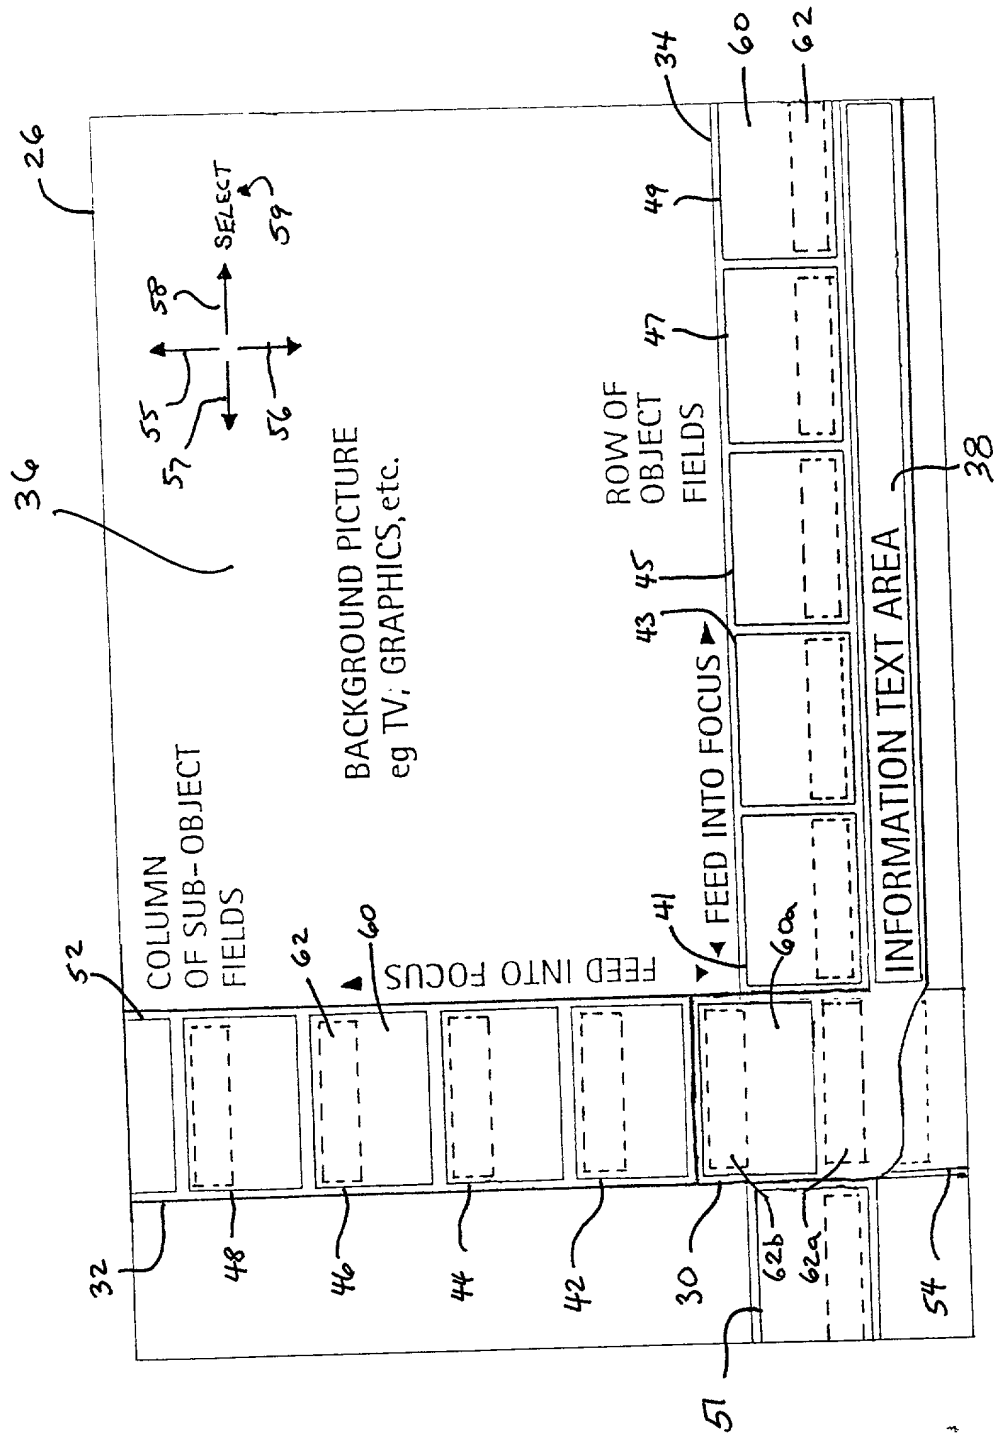 26
36
55
58
57
56
SELECT
59
34
60
62
COLUMN
OF SUB-OBJECT
FIELDS
BACKGROUND PICTURE
eg TV; GRAPHICS, etc.
ROW OF
OBJECT
FIELDS
52
62
60
FEED INTO FOCUS
FEED INTO FOCUS
41
43
45
47
49
60a
32
48
46
44
42
30
51
62b
62a
54
INFORMATION TEXT AREA
38